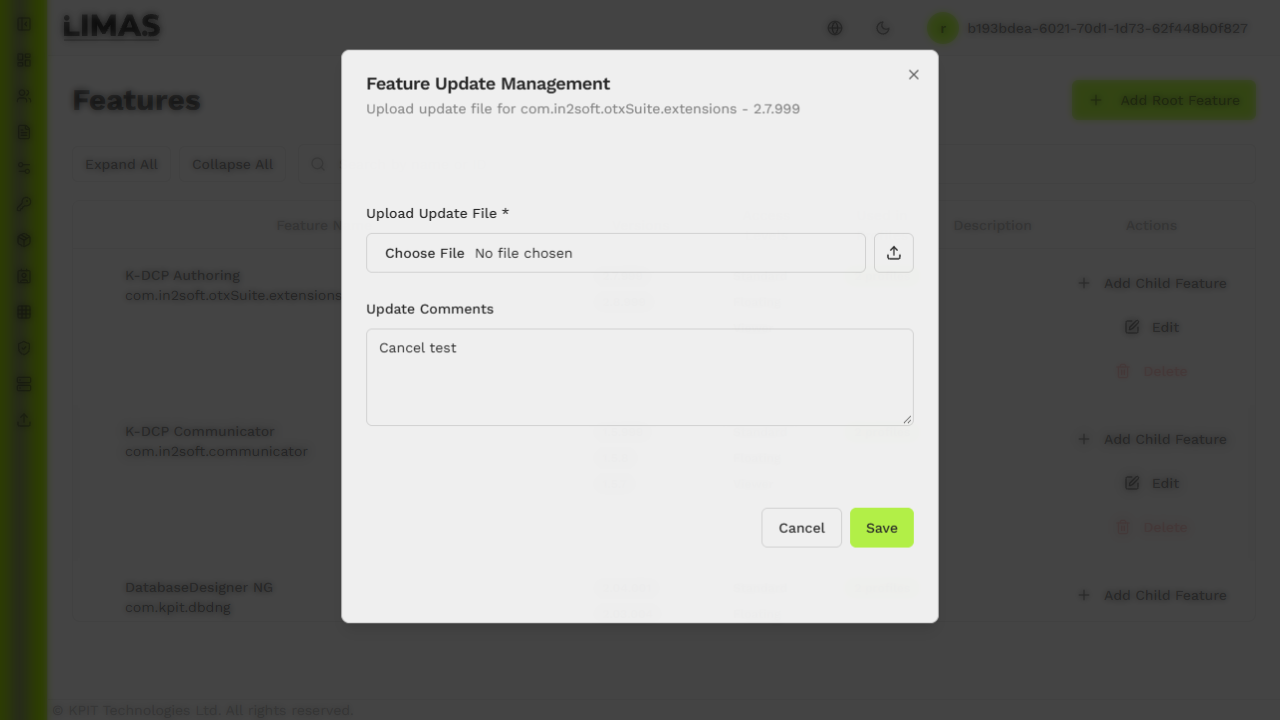 LIMAS
r
b193bdea-6021-70d1-1d73-62f448b0f827
Features
Add Root Feature
Expand All
Collapse All
Feature Update Management
Upload update file for com.in2soft.otxSuite.extensions - 2.7.999
Upload Update File *
Choose File No file chosen
Update Comments
Cancel test
Cancel
Save
Feature
Description
Actions
K-DCP Authoring
com.in2soft.otxSuite.extensions
Add Child Feature
Edit
Delete
K-DCP Communicator
com.in2soft.communicator
Add Child Feature
Edit
Delete
DatabaseDesigner NG
com.kpit.dbdng
Add Child Feature
© KPIT Technologies Ltd. All rights reserved.